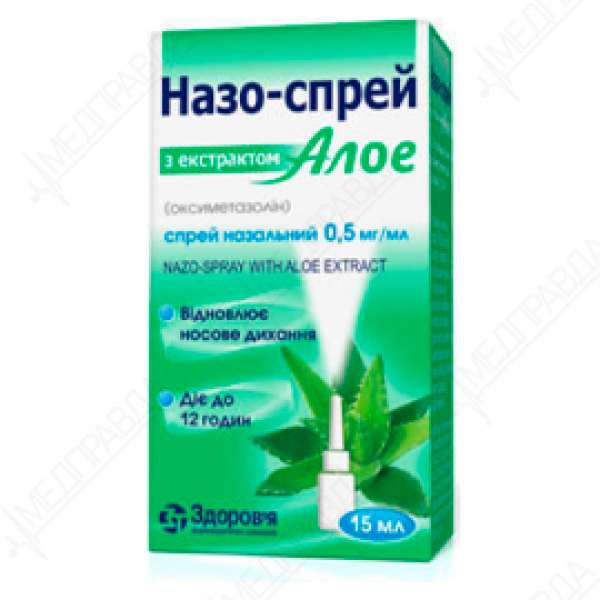 Назо-спрей
з екстрактом Алое
(оксиметазолін)
спрей назальний 0,5 мг/мл
NAZO-SPRAY WITH ALOE EXTRACT
Відновлює
носове дихання
Діє до
12 годин
Здоров'я
15 мл
МЕДПРАВДА